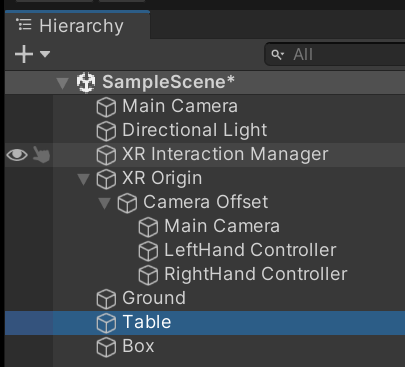 Hierarchy
All
SampleScene*
Main Camera
Directional Light
XR Interaction Manager
XR Origin
Camera Offset
Main Camera
LeftHand Controller
RightHand Controller
Ground
Table
Box